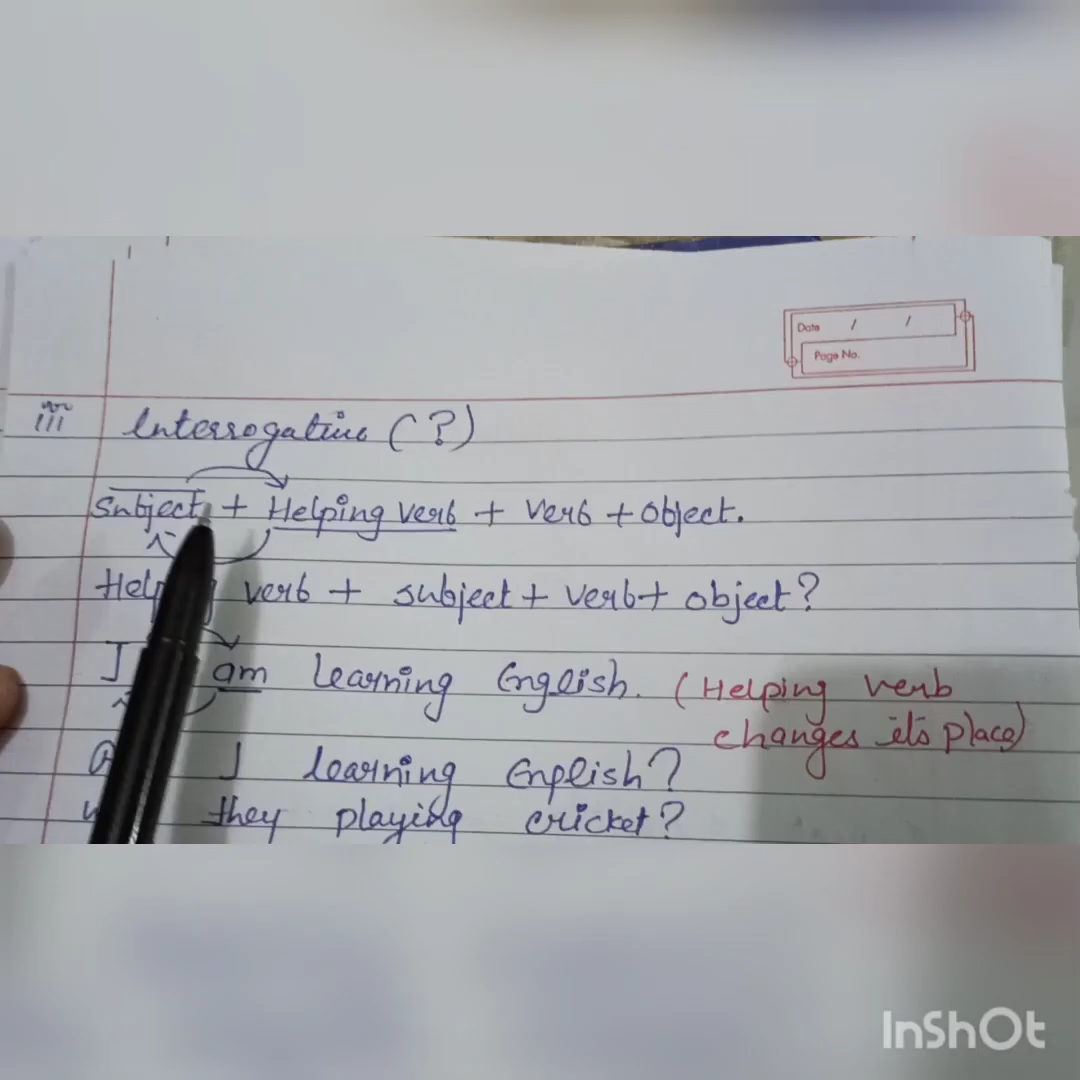 Date / /
Page No.
iii Interrogative (?)
Subject + Helping verb + verb + object.
verb + subject + verb + object?
I am learning English. (Helping verb
changes its place)
I learning English?
they playing cricket?
InShOt